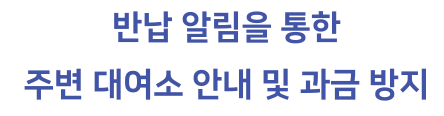 반납 알림을 통한
주변 대여소 안내 및 과금 방지